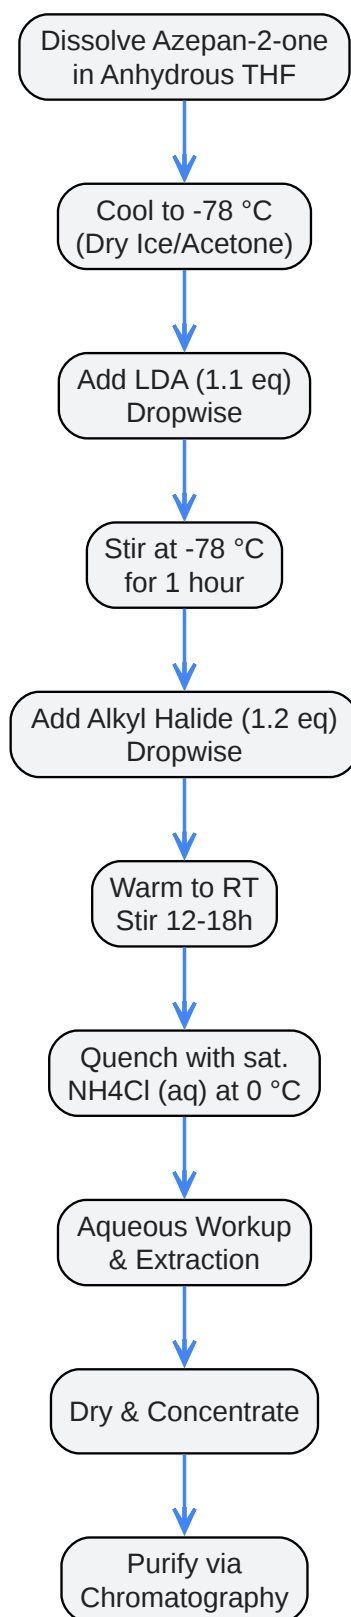 Dissolve Azepan-2-one
in Anhydrous THF
Cool to -78 °C
(Dry Ice/Acetone)
Add LDA (1.1 eq)
Dropwise
Stir at -78 °C
for 1 hour
Add Alkyl Halide (1.2 eq)
Dropwise
Warm to RT
Stir 12-18h
Quench with sat.
NH4Cl (aq) at 0 °C
Aqueous Workup
& Extraction
Dry & Concentrate
Purify via
Chromatography